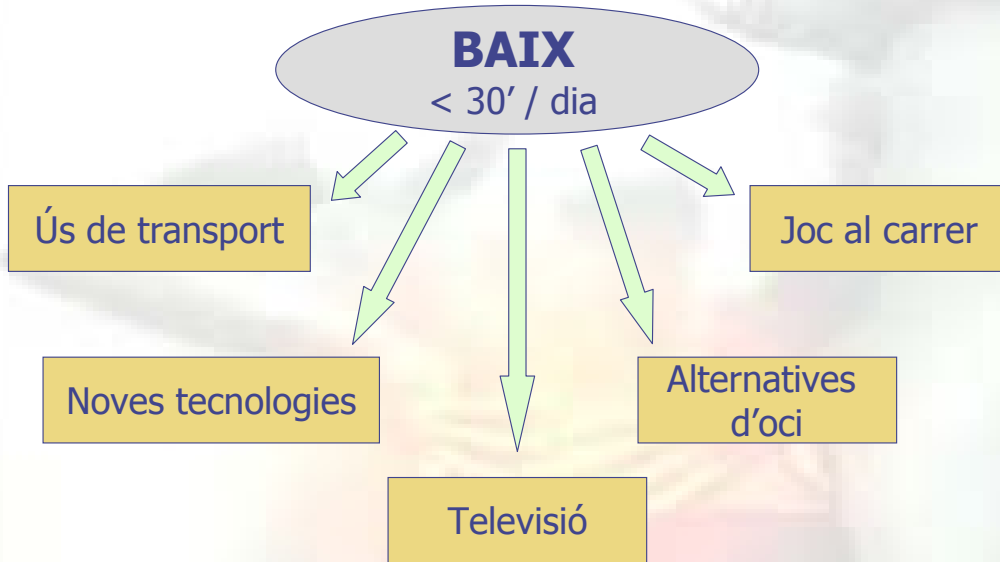 BAIX
< 30’ / dia
Ús de transport
Joc al carrer
Noves tecnologies
Alternatives
d’oci
Televisió